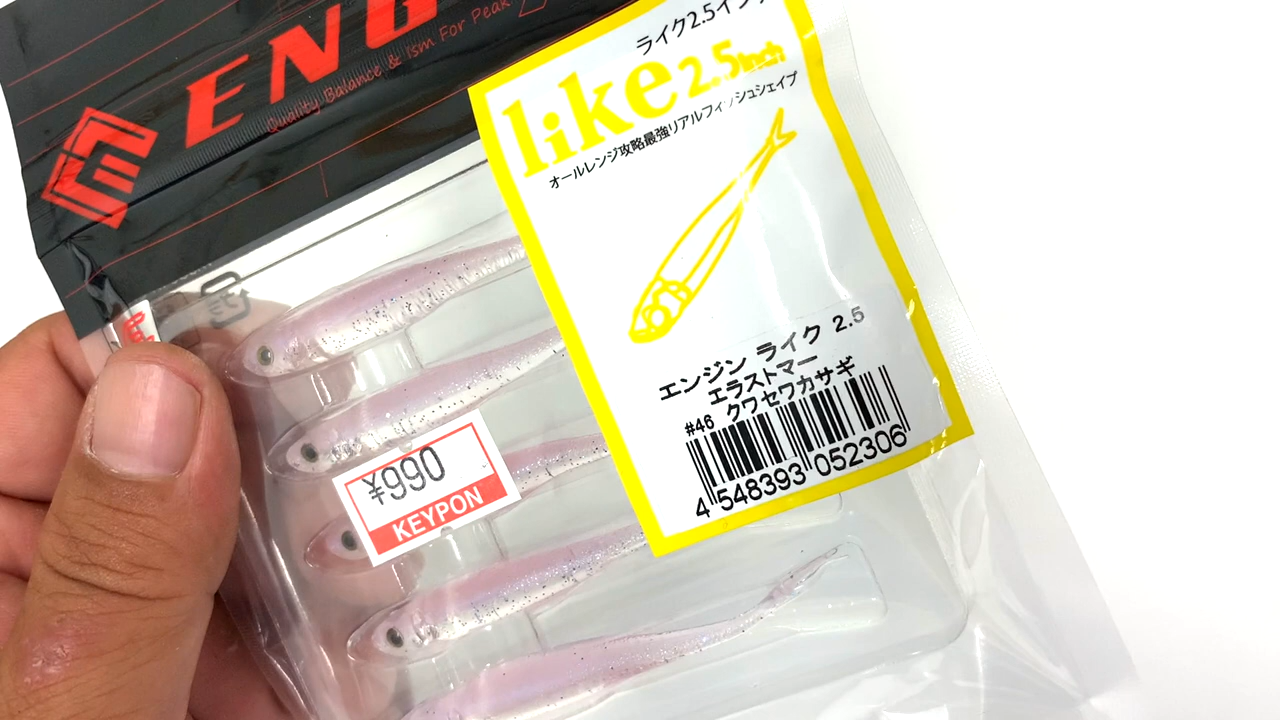 ENG
Quality Balance & Ism For Peak
ライク2.5インチ
like 2.5inch
オールレンジ攻略最強リアルフィッシュシェイプ
エンジン ライク 2.5
エラストマー
#46 クワセワカサギ
4 548393 052306
¥990
KEYPON